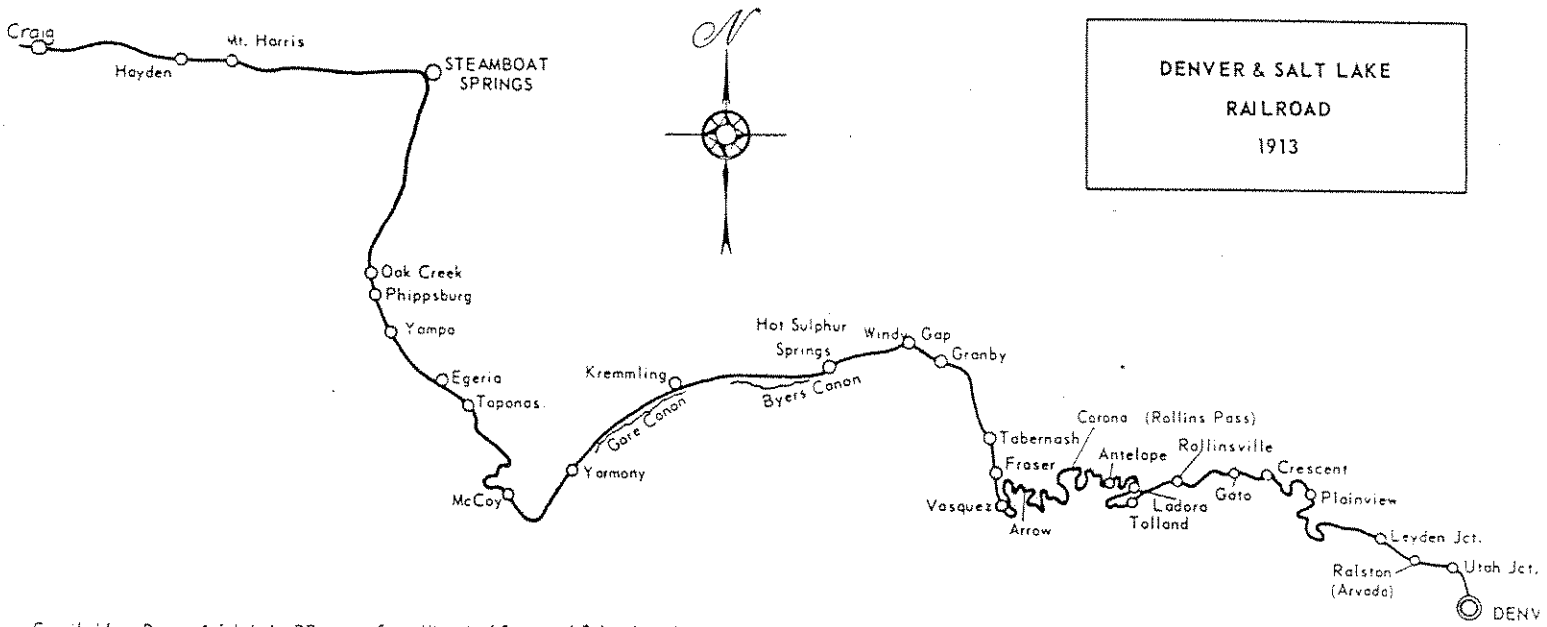 Craig
Hayden
Mt. Harris
STEAMBOAT
SPRINGS
N
DENVER & SALT LAKE
RAILROAD
1913
Oak Creek
Phippsburg
Yampa
Egeria
Toponas
McCoy
Yarmony
Gore Canon
Kremmling
Byers Canon
Hot Sulphur
Springs
Windy Gap
Granby
Tabernash
Fraser
Vasquez
Arrow
Corona (Rollins Pass)
Antelope
Ladora
Tolland
Rollinsville
Gato
Crescent
Plainview
Leyden Jct.
Ralston
(Arvada)
Utah Jct.
DENV